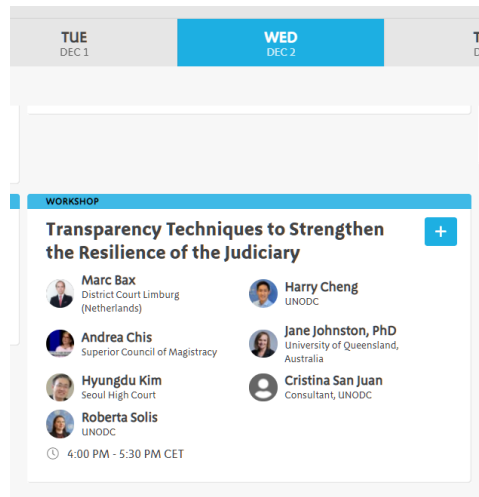 TUE
DEC 1
WED
DEC 2
WORKSHOP
Transparency Techniques to Strengthen
the Resilience of the Judiciary
+
Marc Bax
District Court Limburg
(Netherlands)
Harry Cheng
UNODC
Andrea Chis
Superior Council of Magistracy
Jane Johnston, PhD
University of Queensland,
Australia
Hyungdu Kim
Seoul High Court
Cristina San Juan
Consultant, UNODC
Roberta Solis
UNODC
4:00 PM - 5:30 PM CET